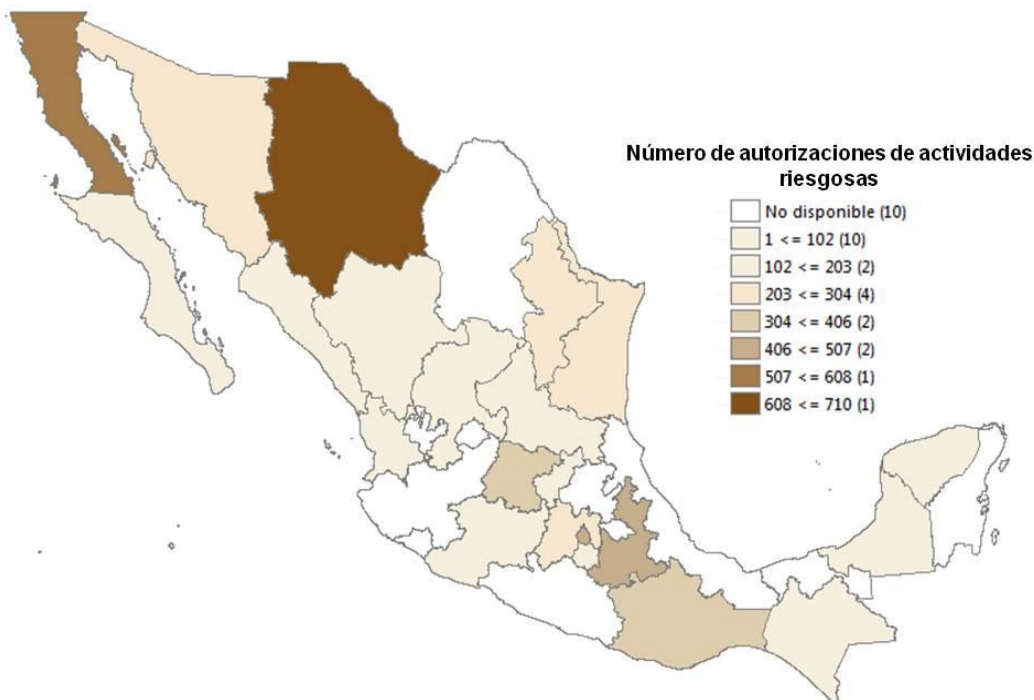 Número de autorizaciones de actividades
riesgosas
No disponible (10)
1 <= 102 (10)
102 <= 203 (2)
203 <= 304 (4)
304 <= 406 (2)
406 <= 507 (2)
507 <= 608 (1)
608 <= 710 (1)